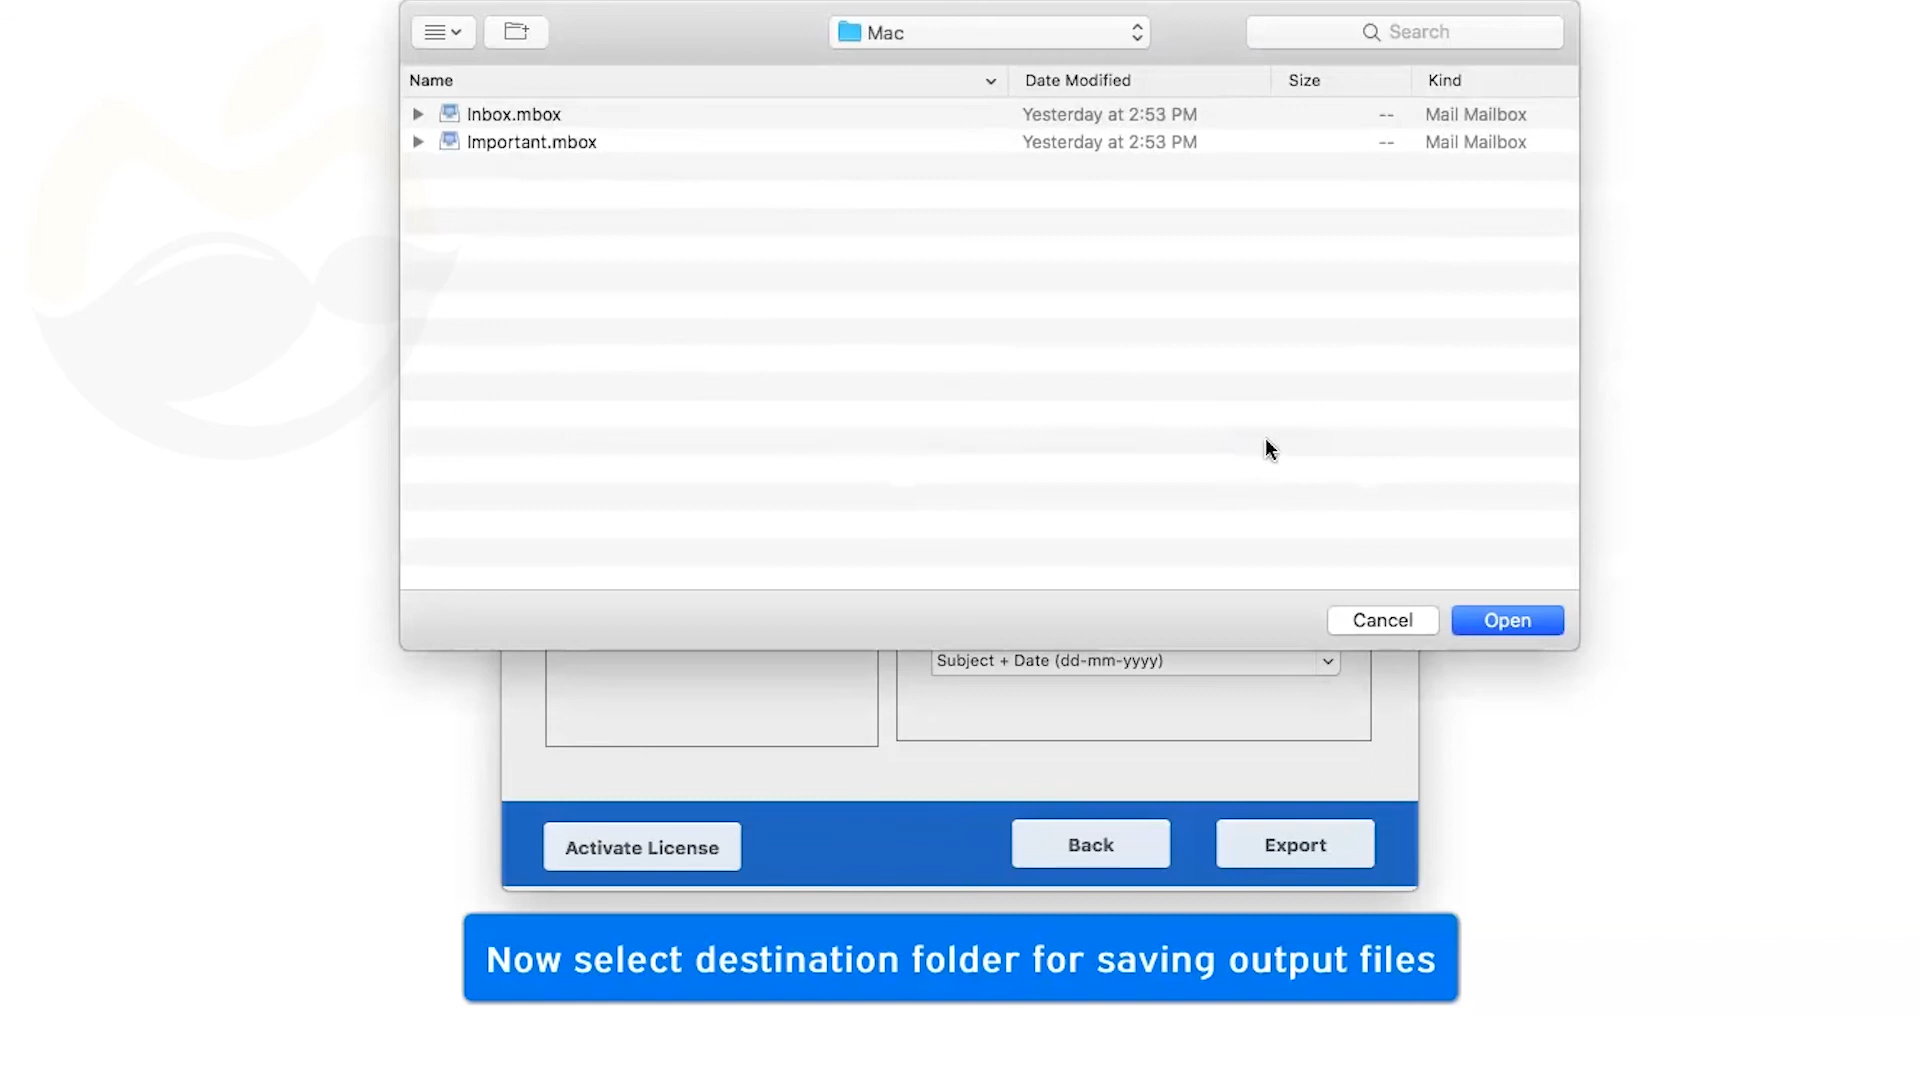 Mac
Search
Name Date Modified Size Kind
Inbox.mbox Yesterday at 2:53 PM -- Mail Mailbox
Important.mbox Yesterday at 2:53 PM -- Mail Mailbox
Cancel Open
Subject + Date (dd-mm-yyyy)
Activate License Back Export
Now select destination folder for saving output files